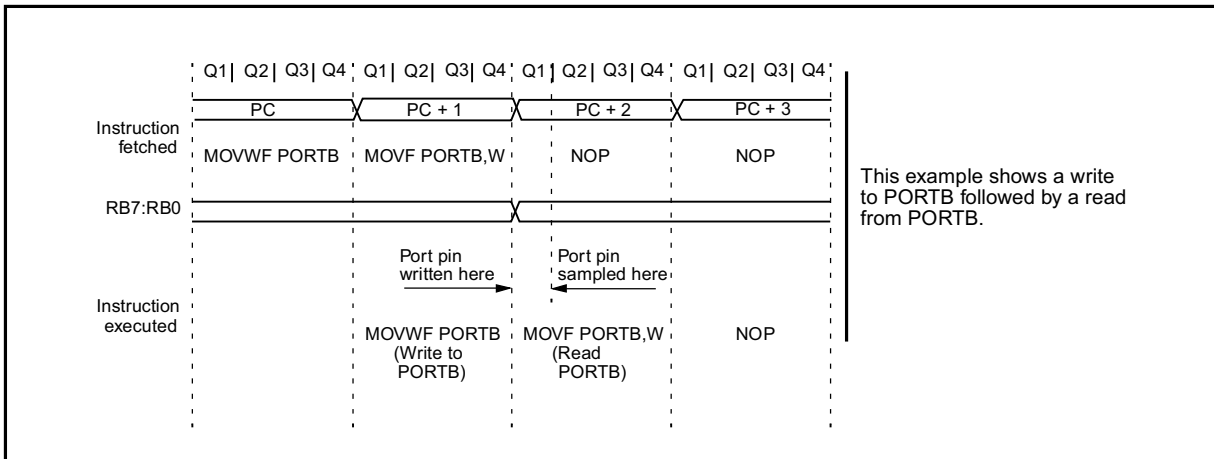 Q1| Q2| Q3| Q4 Q1| Q2| Q3| Q4 Q1| Q2| Q3| Q4 Q1| Q2| Q3| Q4
PC PC + 1 PC + 2 PC + 3
Instruction
fetched
MOVWF PORTB MOVF PORTB,W NOP NOP
This example shows a write
to PORTB followed by a read
from PORTB.
RB7:RB0
Port pin
written here
Port pin
sampled here
Instruction
executed
MOVWF PORTB
(Write to
PORTB)
MOVF PORTB,W
(Read
PORTB)
NOP